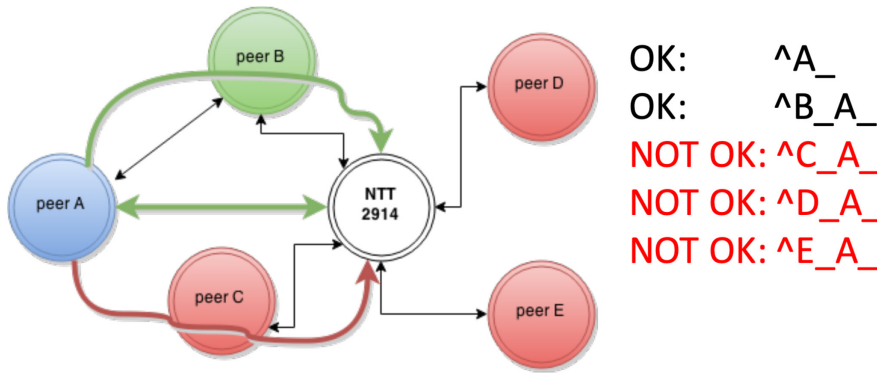 peer B
peer D
peer A
NTT
2914
peer C
peer E
OK: ^A_
OK: ^B_A_
NOT OK: ^C_A_
NOT OK: ^D_A_
NOT OK: ^E_A_